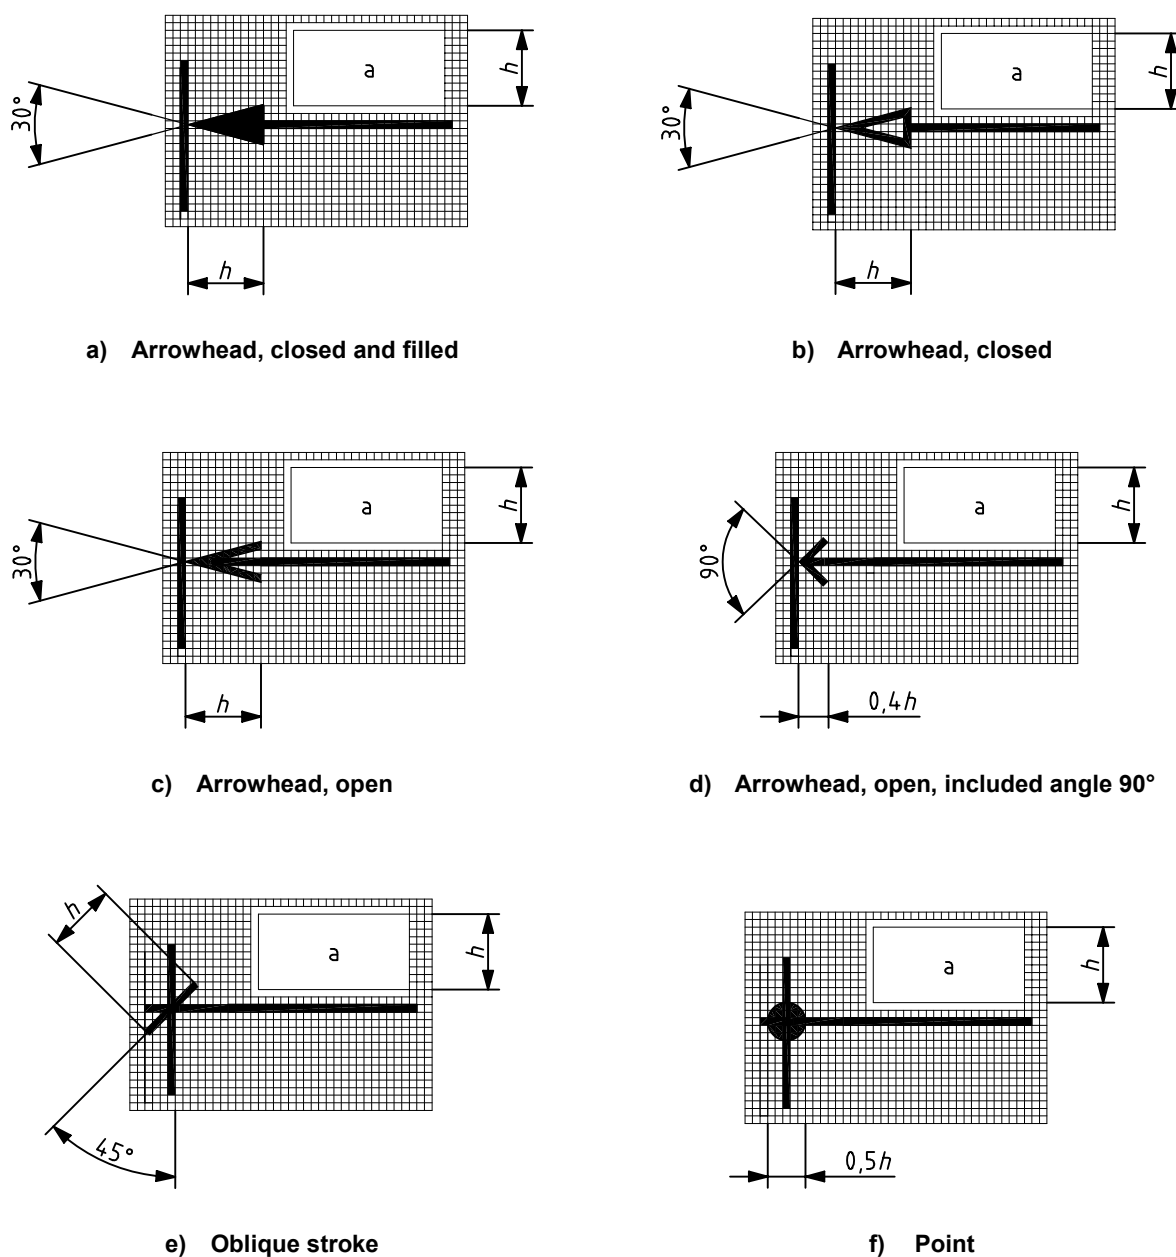 a
h
30°
h
a) Arrowhead, closed and filled
a
h
30°
h
b) Arrowhead, closed
a
h
30°
h
c) Arrowhead, open
a
h
90°
0,4h
d) Arrowhead, open, included angle 90°
h
a
h
45°
e) Oblique stroke
a
h
0,5h
f) Point